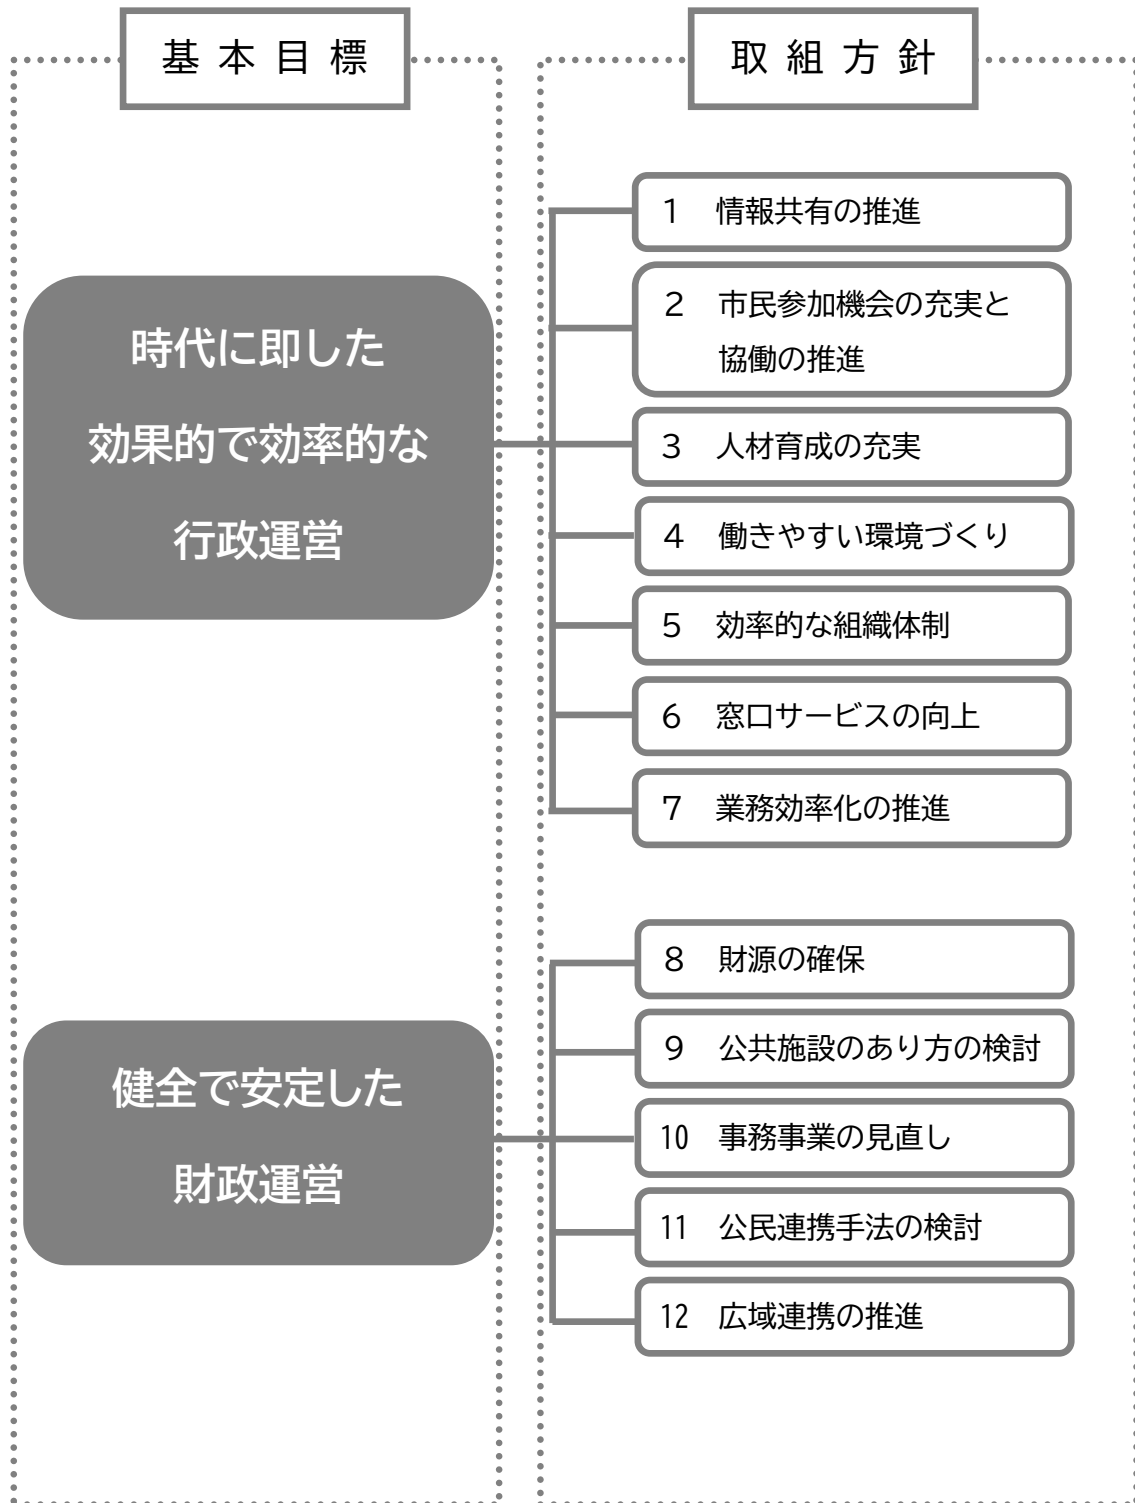 基本目標
取組方針
時代に即した
効果的で効率的な
行政運営
1 情報共有の推進
2 市民参加機会の充実と
協働の推進
3 人材育成の充実
4 働きやすい環境づくり
5 効率的な組織体制
6 窓口サービスの向上
7 業務効率化の推進
健全で安定した
財政運営
8 財源の確保
9 公共施設のあり方の検討
10 事務事業の見直し
11 公民連携手法の検討
12 広域連携の推進